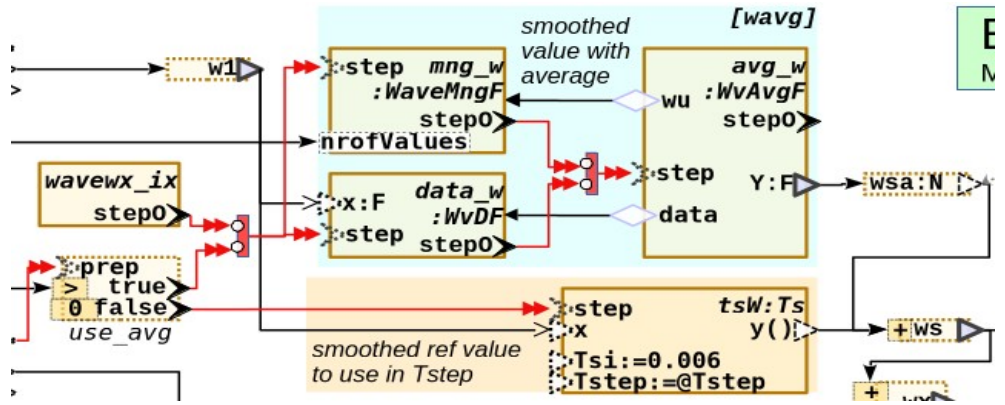 smoothed
value with
average
[wavg]
w1
step
mng_w
:WaveMngF
stepO
nrofValues
avg_w
:WvAvgF
stepO
wu
step
Y:F
data
wsa:N
wavewx_ix
stepO
x:F
data_w
:WvDF
step
stepO
prep
> true
0 false
use_avg
smoothed ref value
to use in Tstep
step
tsW:Ts
x
y()
Tsi:=0.006
Tstep:=@Tstep
+ ws
+